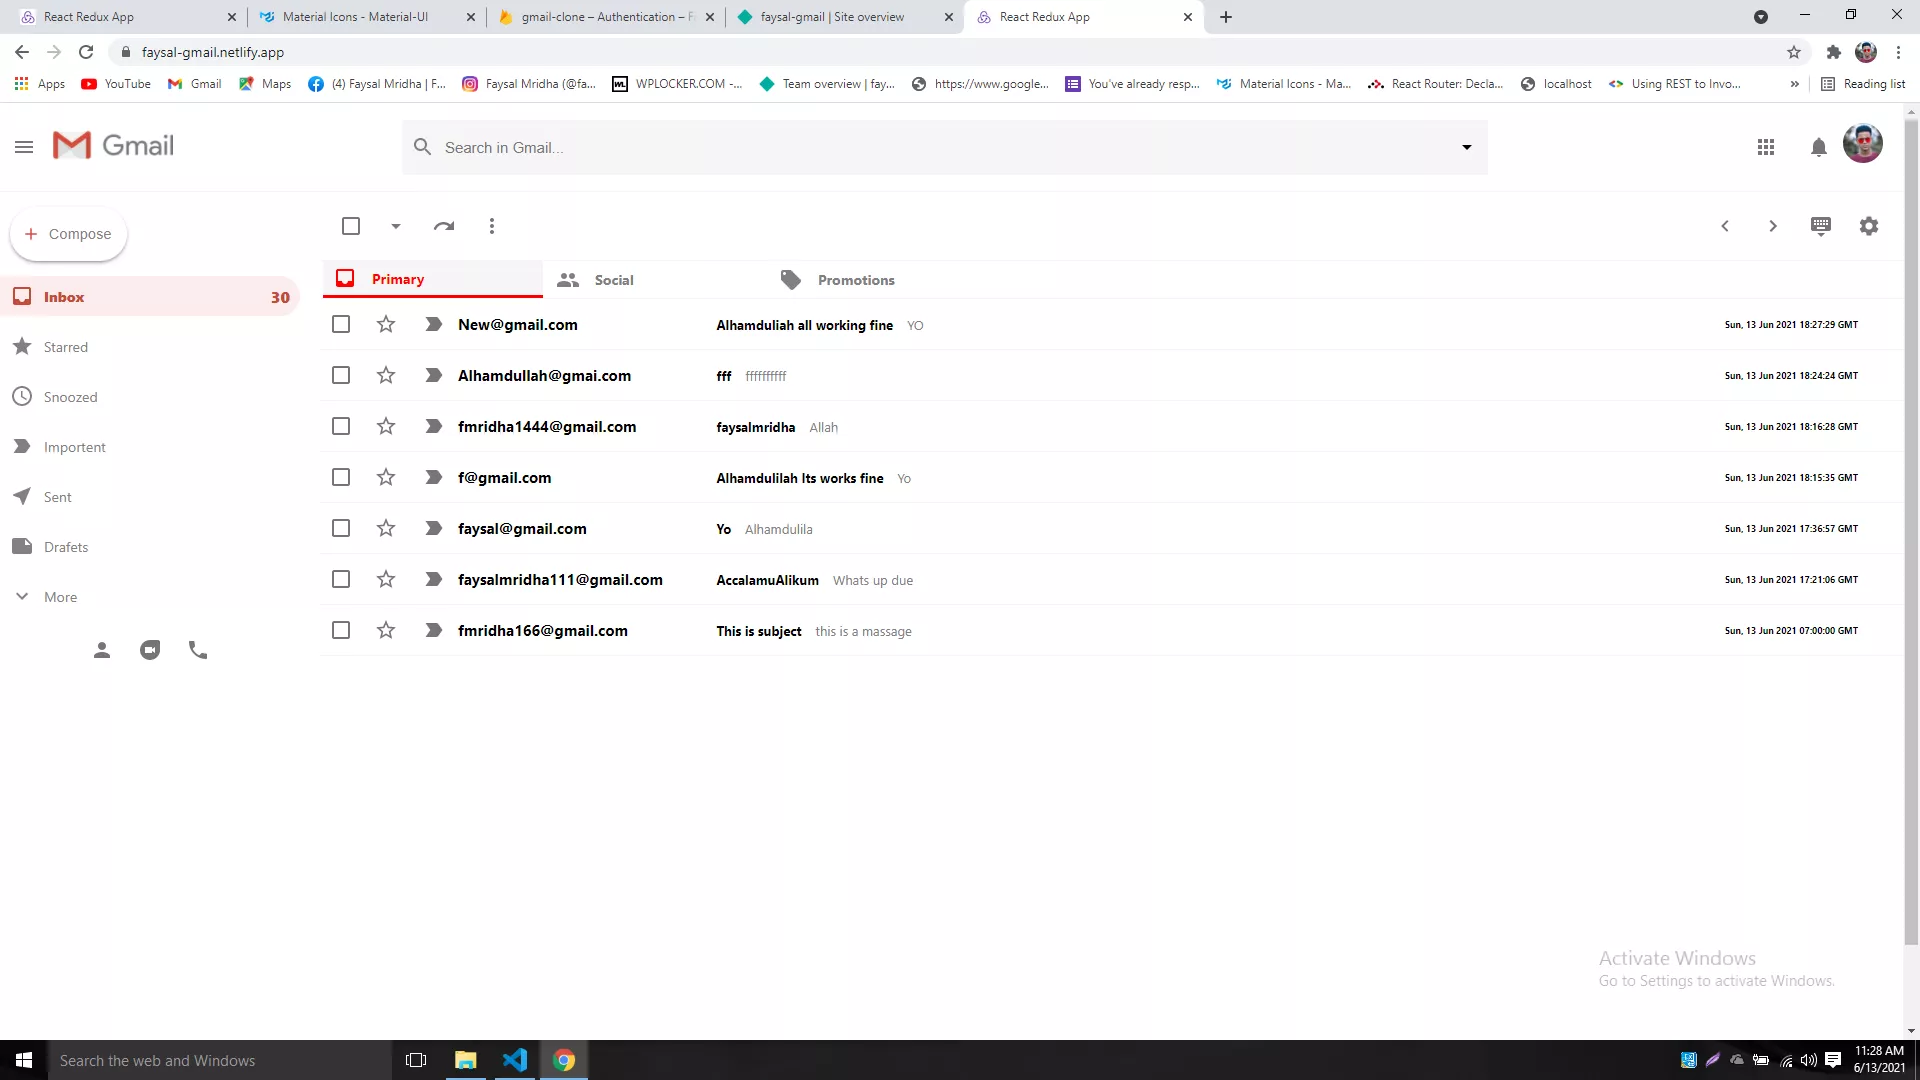 React Redux App
Material Icons - Material-UI
gmail-clone – Authentication – F
faysal-gmail | Site overview
React Redux App
faysal-gmail.netlify.app
Apps
YouTube
Gmail
Maps
(4) Faysal Mridha | F...
Faysal Mridha (@fa...
WPLOCKER.COM -...
Team overview | fay...
https://www.google...
You've already resp...
Material Icons - Ma...
React Router: Decla...
localhost
Using REST to Invo...
»
Reading list
Gmail
Search in Gmail...
Compose
Primary
Social
Promotions
Inbox 30
Starred
Snoozed
Importent
Sent
Drafets
More
New@gmail.com Alhamduliah all working fine YO Sun, 13 Jun 2021 18:27:29 GMT
Alhamdullah@gmai.com fff ffffffffff Sun, 13 Jun 2021 18:24:24 GMT
fmridha1444@gmail.com faysalmridha Allah Sun, 13 Jun 2021 18:16:28 GMT
f@gmail.com Alhamdulilah Its works fine Yo Sun, 13 Jun 2021 18:15:35 GMT
faysal@gmail.com Yo Alhamdulila Sun, 13 Jun 2021 17:36:57 GMT
faysalmridha111@gmail.com AccalamuAlikum Whats up due Sun, 13 Jun 2021 17:21:06 GMT
fmridha166@gmail.com This is subject this is a massage Sun, 13 Jun 2021 07:00:00 GMT
Activate Windows
Go to Settings to activate Windows.
Search the web and Windows
11:28 AM
6/13/2021